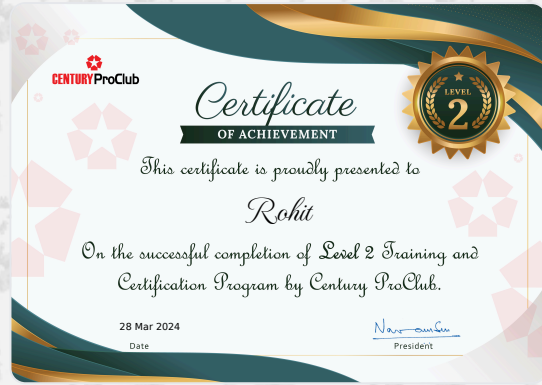 CENTURY ProClub
LEVEL
2
Certificate
OF ACHIEVEMENT
This certificate is proudly presented to
Rohit
On the successful completion of Level 2 Training and
Certification Program by Century ProClub.
28 Mar 2024
Date
President